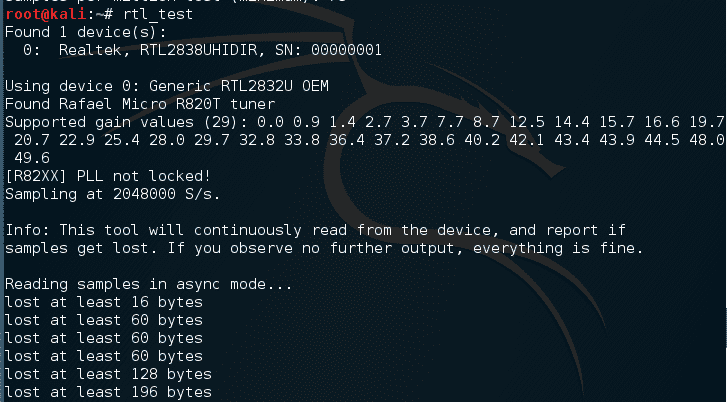 root@kali:~# rtl_test
Found 1 device(s):
  0:  Realtek, RTL2838UHIDIR, SN: 00000001

Using device 0: Generic RTL2832U OEM
Found Rafael Micro R820T tuner
Supported gain values (29): 0.0 0.9 1.4 2.7 3.7 7.7 8.7 12.5 14.4 15.7 16.6 19.7
 20.7 22.9 25.4 28.0 29.7 32.8 33.8 36.4 37.2 38.6 40.2 42.1 43.4 43.9 44.5 48.0
 49.6
[R82XX] PLL not locked!
Sampling at 2048000 S/s.

Info: This tool will continuously read from the device, and report if
samples get lost. If you observe no further output, everything is fine.

Reading samples in async mode...
lost at least 16 bytes
lost at least 60 bytes
lost at least 60 bytes
lost at least 60 bytes
lost at least 128 bytes
lost at least 196 bytes